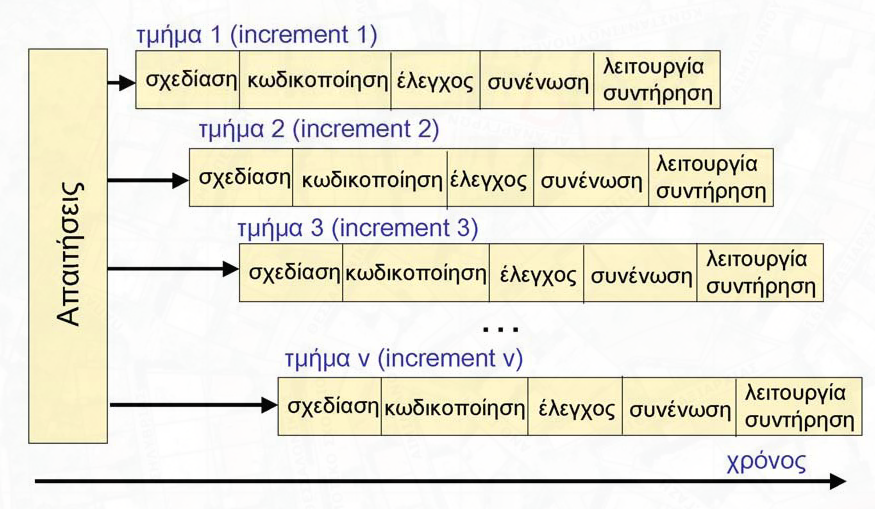 τμήμα 1 (increment 1)
σχεδίαση κωδικοποίηση έλεγχος συνένωση λειτουργία συντήρηση
τμήμα 2 (increment 2)
σχεδίαση κωδικοποίηση έλεγχος συνένωση λειτουργία συντήρηση
Απαιτήσεις
τμήμα 3 (increment 3)
σχεδίαση κωδικοποίηση έλεγχος συνένωση λειτουργία συντήρηση
...
τμήμα ν (increment ν)
σχεδίαση κωδικοποίηση έλεγχος συνένωση λειτουργία συντήρηση
χρόνος